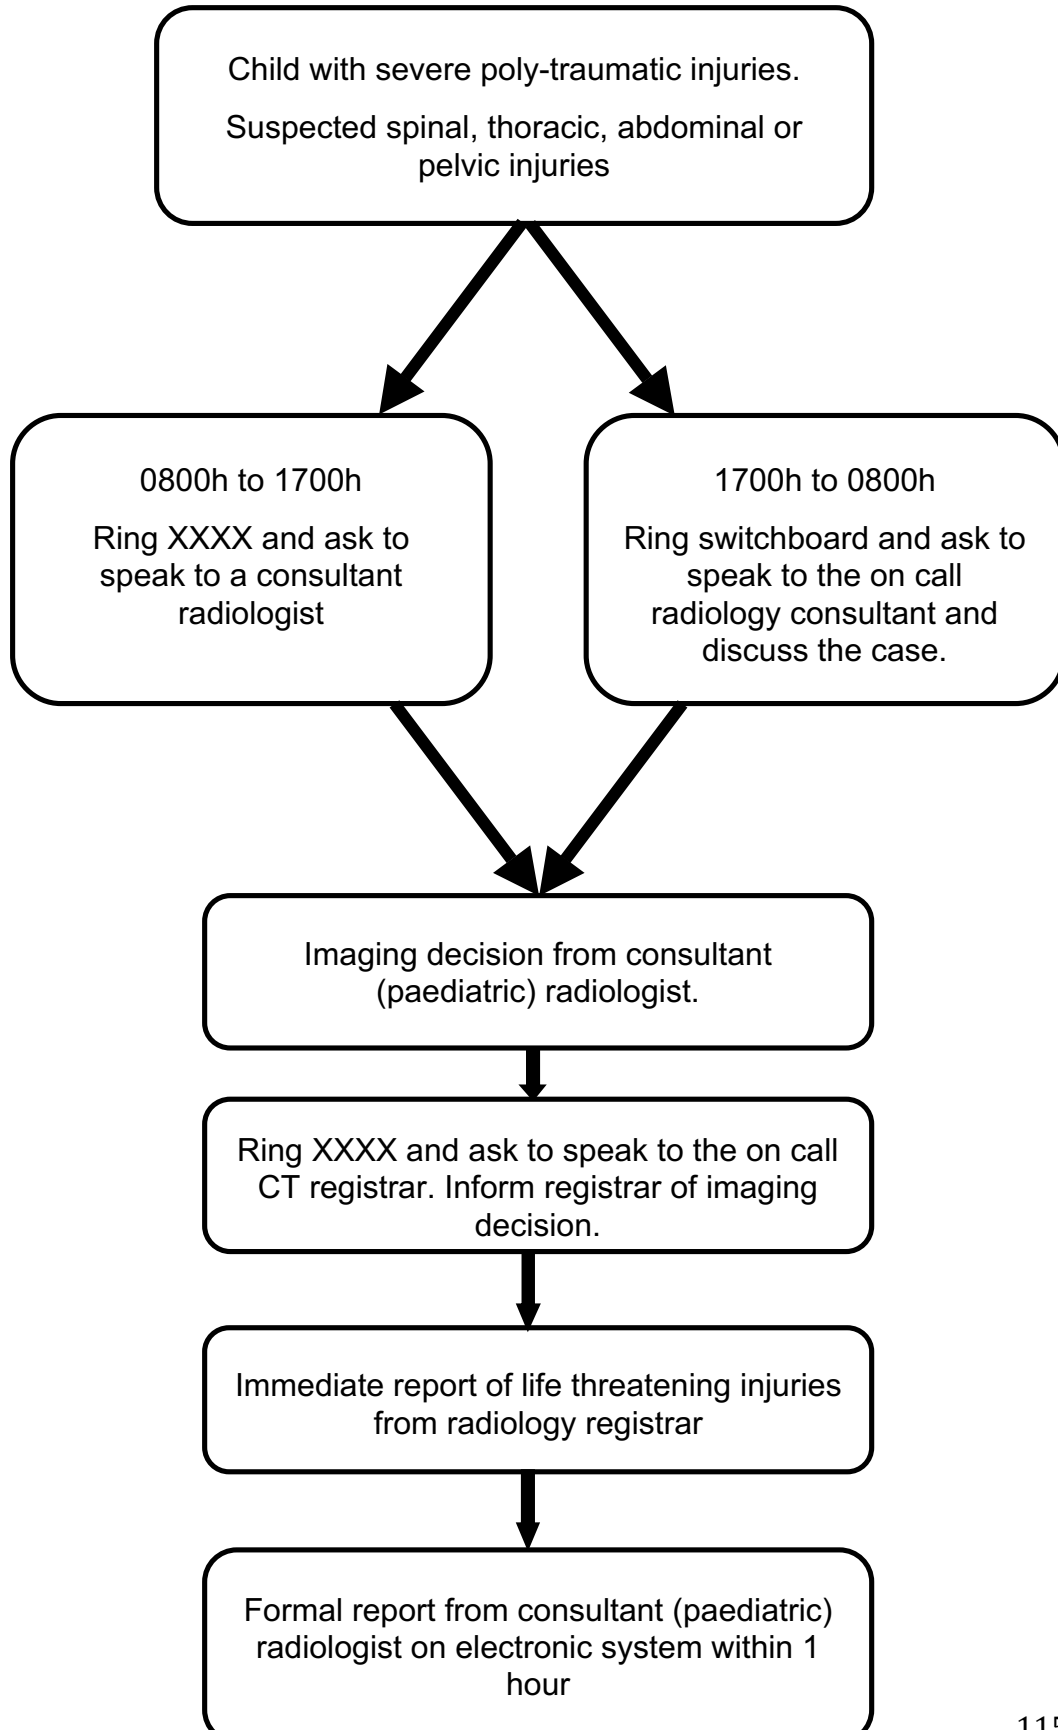 Child with severe poly-traumatic injuries.
Suspected spinal, thoracic, abdominal or
pelvic injuries
0800h to 1700h
Ring XXXX and ask to
speak to a consultant
radiologist
1700h to 0800h
Ring switchboard and ask to
speak to the on call
radiology consultant and
discuss the case.
Imaging decision from consultant
(paediatric) radiologist.
Ring XXXX and ask to speak to the on call
CT registrar. Inform registrar of imaging
decision.
Immediate report of life threatening injuries
from radiology registrar
Formal report from consultant (paediatric)
radiologist on electronic system within 1
hour
115